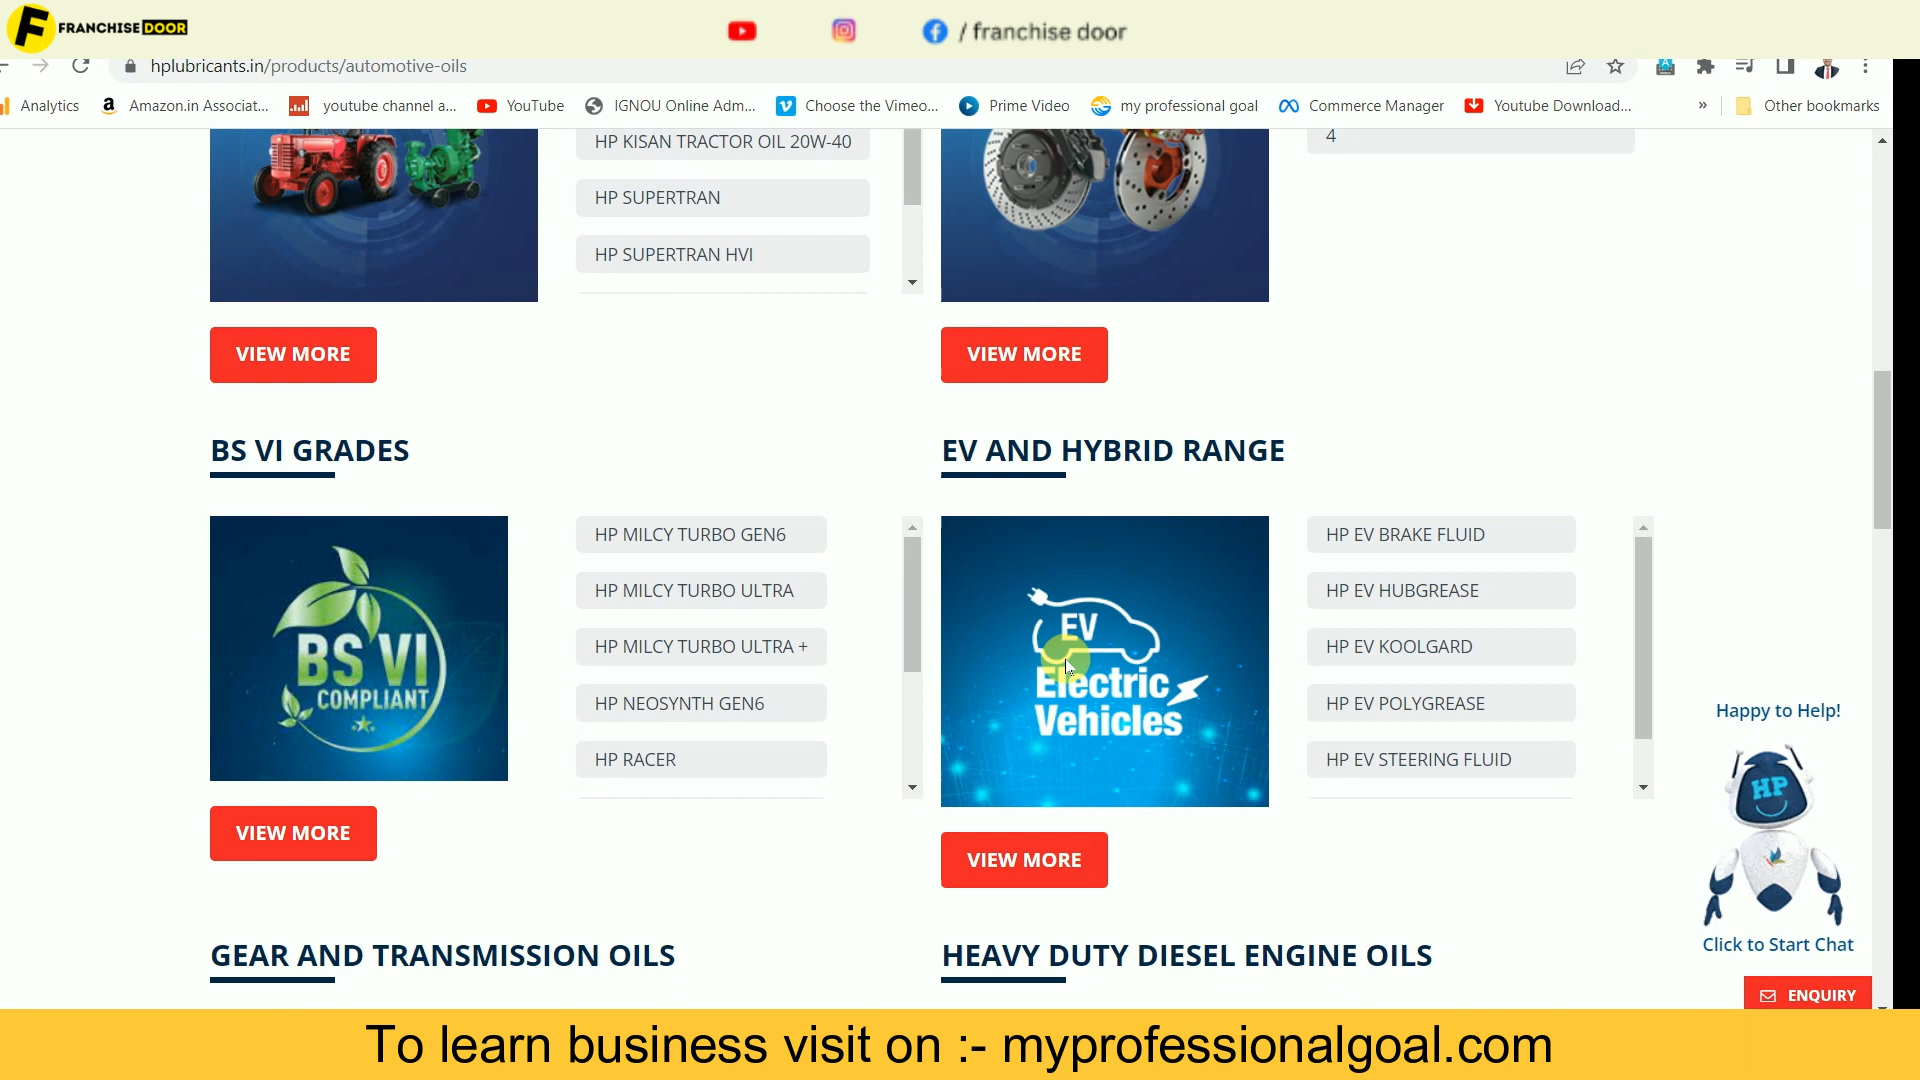 FRANCHISE DOOR
/ franchise door
hplubricants.in/products/automotive-oils
Analytics
Amazon.in Associat...
youtube channel a...
YouTube
IGNOU Online Adm...
Choose the Vimeo...
Prime Video
my professional goal
Commerce Manager
Youtube Download...
»
Other bookmarks
HP KISAN TRACTOR OIL 20W-40
HP SUPERTRAN
HP SUPERTRAN HVI
4
VIEW MORE
VIEW MORE
BS VI GRADES
BS VI
COMPLIANT
HP MILCY TURBO GEN6
HP MILCY TURBO ULTRA
HP MILCY TURBO ULTRA +
HP NEOSYNTH GEN6
HP RACER
VIEW MORE
EV AND HYBRID RANGE
EV
Electric
Vehicles
HP EV BRAKE FLUID
HP EV HUBGREASE
HP EV KOOLGARD
HP EV POLYGREASE
HP EV STEERING FLUID
VIEW MORE
Happy to Help!
HP
Click to Start Chat
GEAR AND TRANSMISSION OILS
HEAVY DUTY DIESEL ENGINE OILS
ENQUIRY
To learn business visit on :- myprofessionalgoal.com